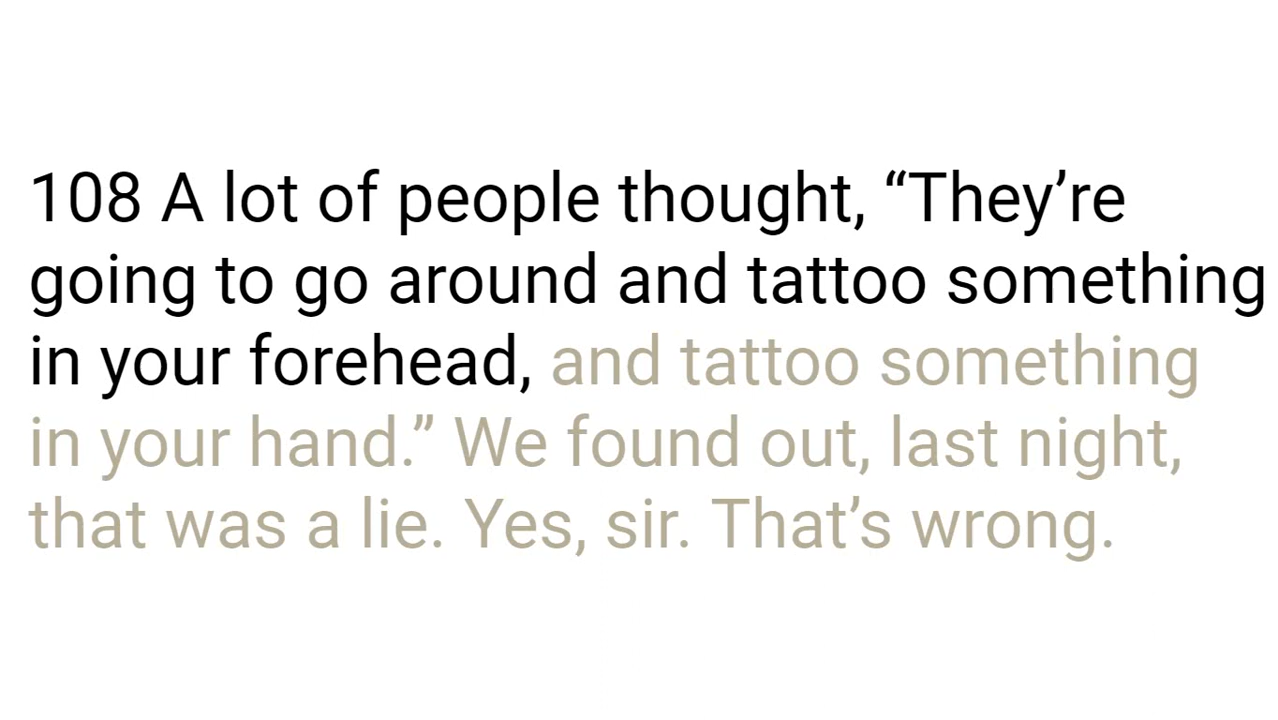 108 A lot of people thought, “They’re
going to go around and tattoo something
in your forehead, and tattoo something
in your hand.” We found out, last night,
that was a lie. Yes, sir. That’s wrong.